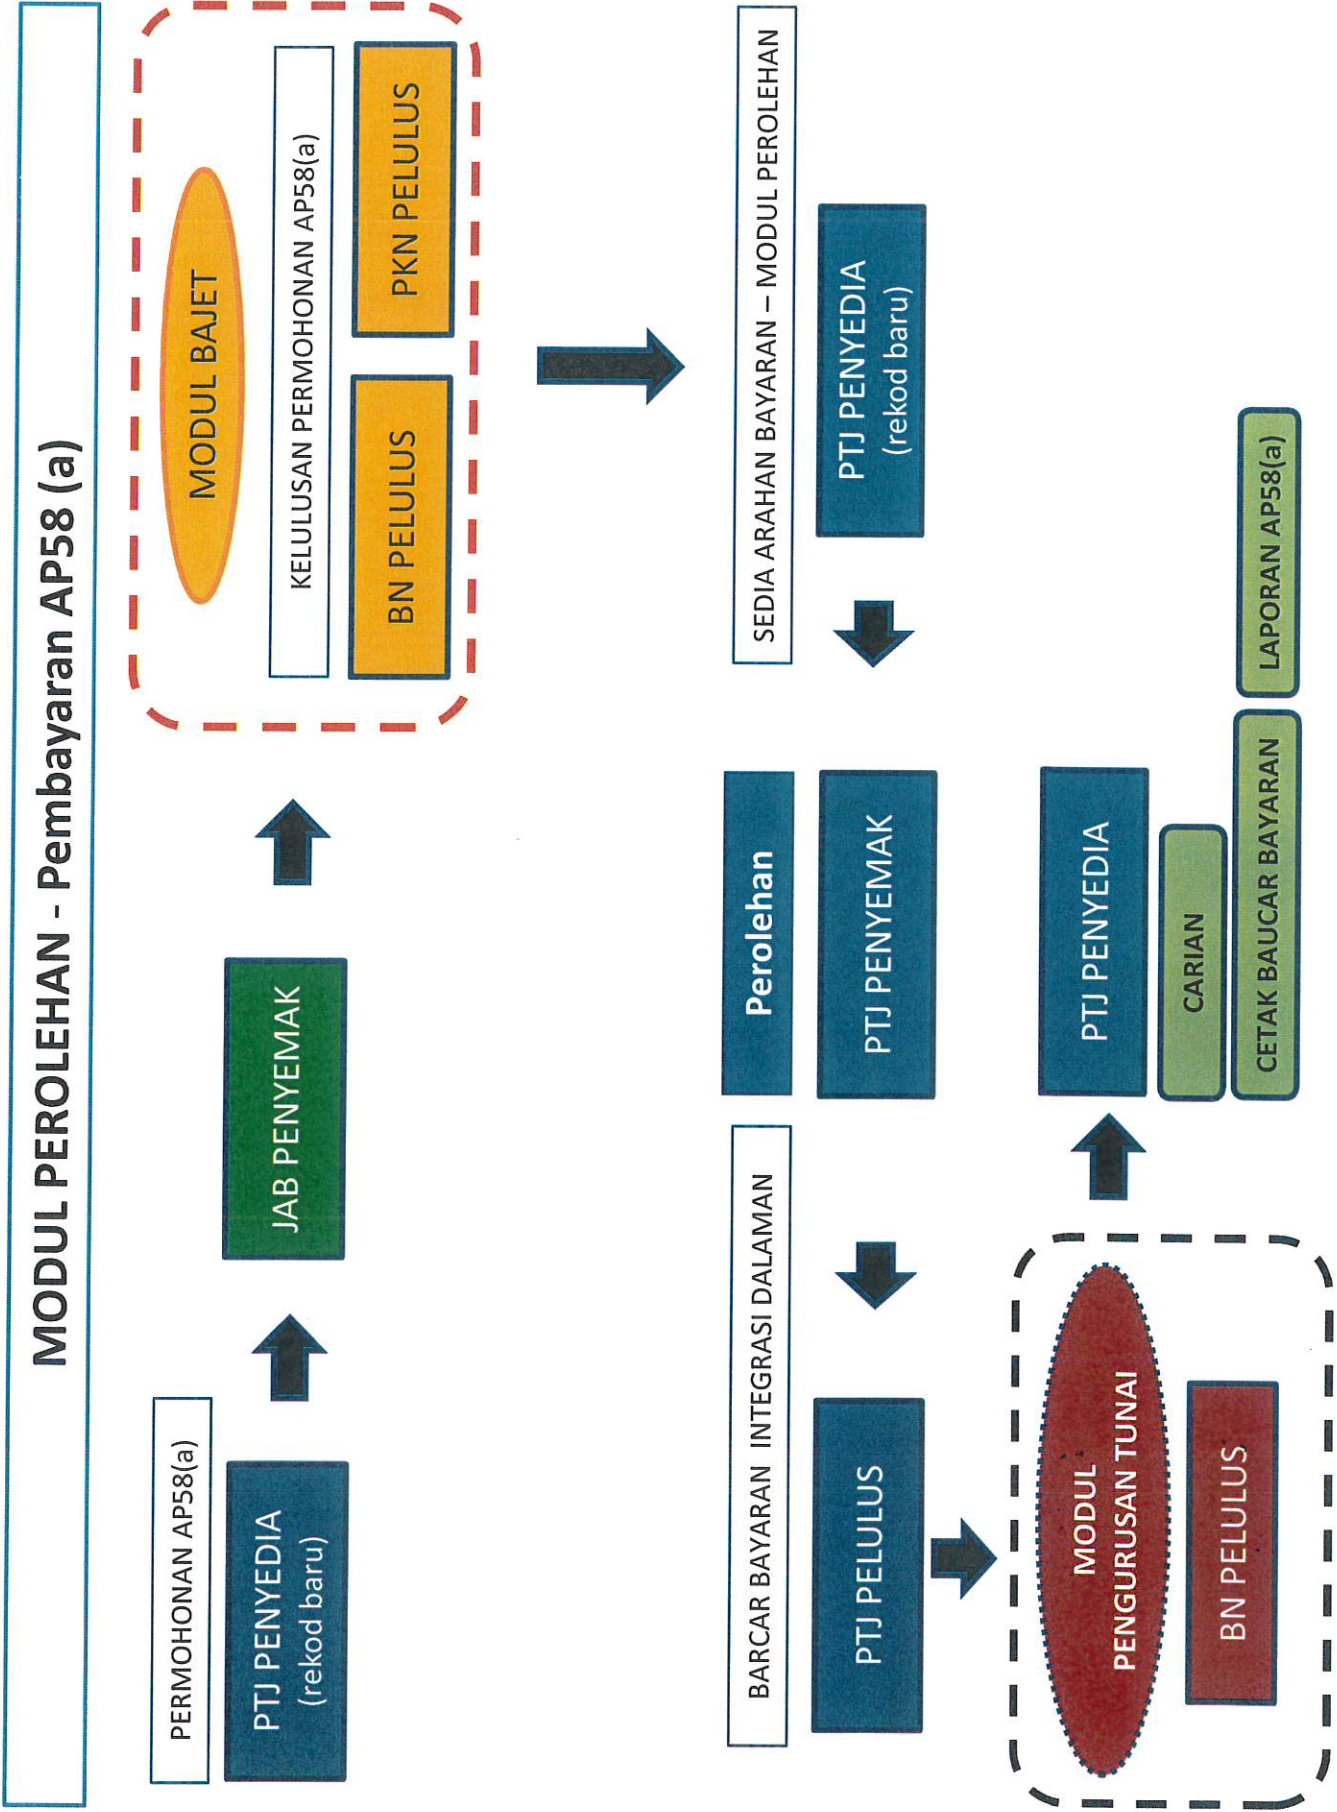 MODUL PEROLEHAN - Pembayaran AP58 (a)
PERMOHONAN AP58(a)
PTJ PENYEDIA
(rekod baru)
JAB PENYEMAK
MODUL BAJET
KELULUSAN PERMOHONAN AP58(a)
BN PELULUS
PKN PELULUS
SEDIA ARAHAN BAYARAN – MODUL PEROLEHAN
PTJ PENYEDIA
(rekod baru)
Perolehan
PTJ PENYEMAK
BARCAR BAYARAN INTEGRASI DALAMAN
PTJ PELULUS
MODUL
PENGURUSAN TUNAI
BN PELULUS
PTJ PENYEDIA
CARIAN
CETAK BAUCAR BAYARAN
LAPORAN AP58(a)